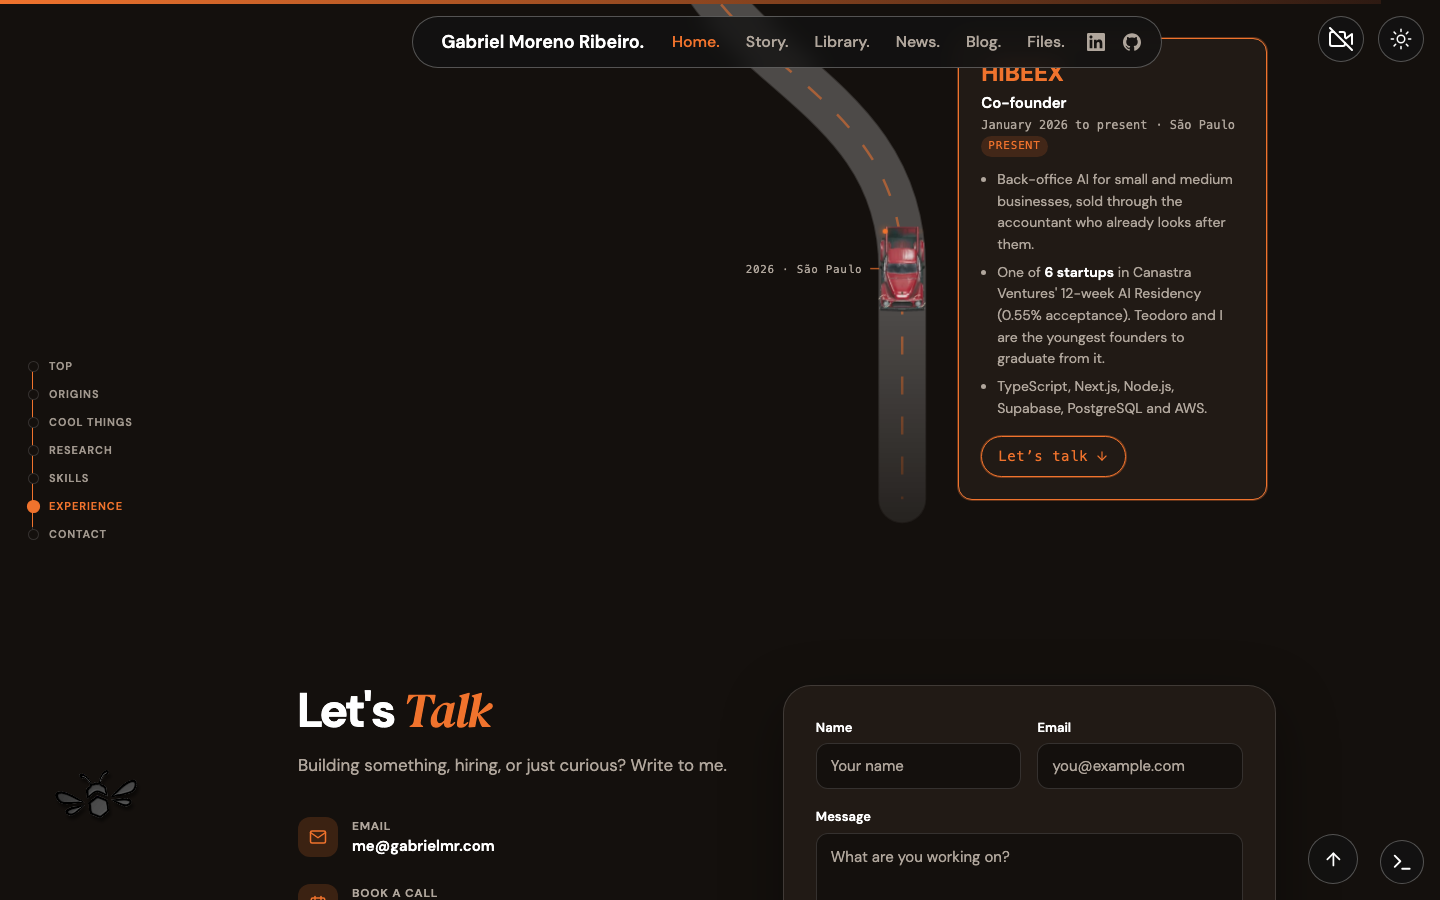 Gabriel Moreno Ribeiro. Home. Story. Library. News. Blog. Files.
HIBEEX
Co-founder
January 2026 to present · São Paulo
PRESENT
Back-office AI for small and medium
businesses, sold through the
accountant who already looks after
them.
One of 6 startups in Canastra
Ventures' 12-week AI Residency
(0.55% acceptance). Teodoro and I
are the youngest founders to
graduate from it.
TypeScript, Next.js, Node.js,
Supabase, PostgreSQL and AWS.
Let's talk ↓
2026 · São Paulo
TOP
ORIGINS
COOL THINGS
RESEARCH
SKILLS
EXPERIENCE
CONTACT
Let's Talk
Building something, hiring, or just curious? Write to me.
EMAIL
me@gabrielmr.com
BOOK A CALL
Name
Your name
Email
you@example.com
Message
What are you working on?